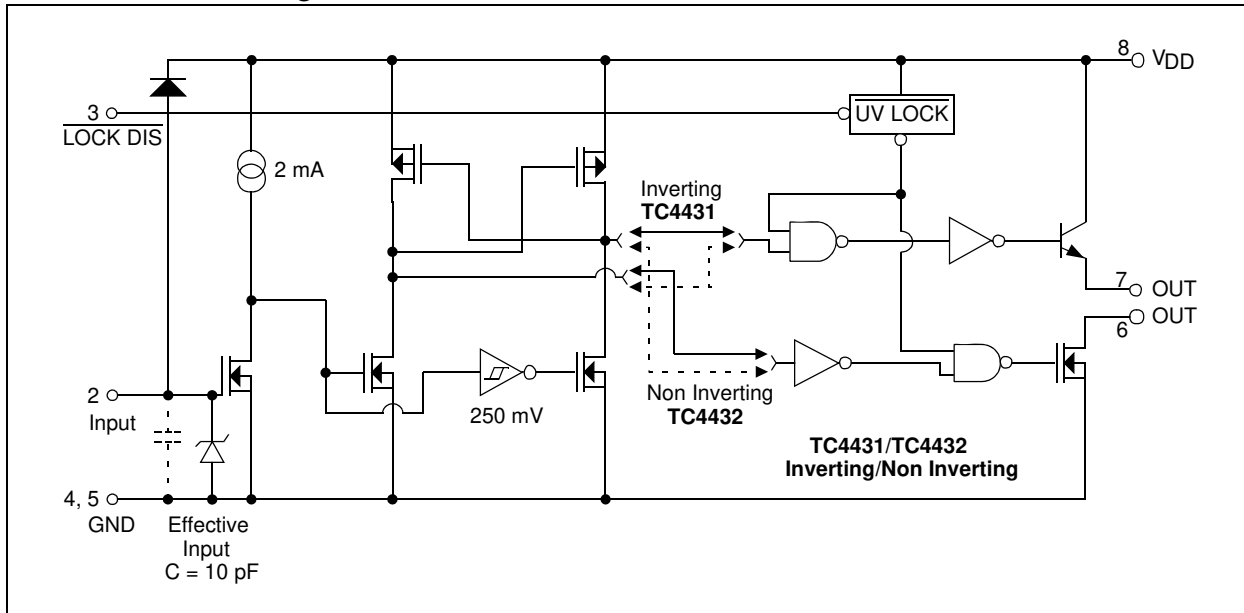 8
VDD
3
LOCK DIS
UV LOCK
2 mA
Inverting
TC4431
7
OUT
OUT
6
2
Input
250 mV
Non Inverting
TC4432
TC4431/TC4432
Inverting/Non Inverting
4, 5
GND
Effective
Input
C = 10 pF